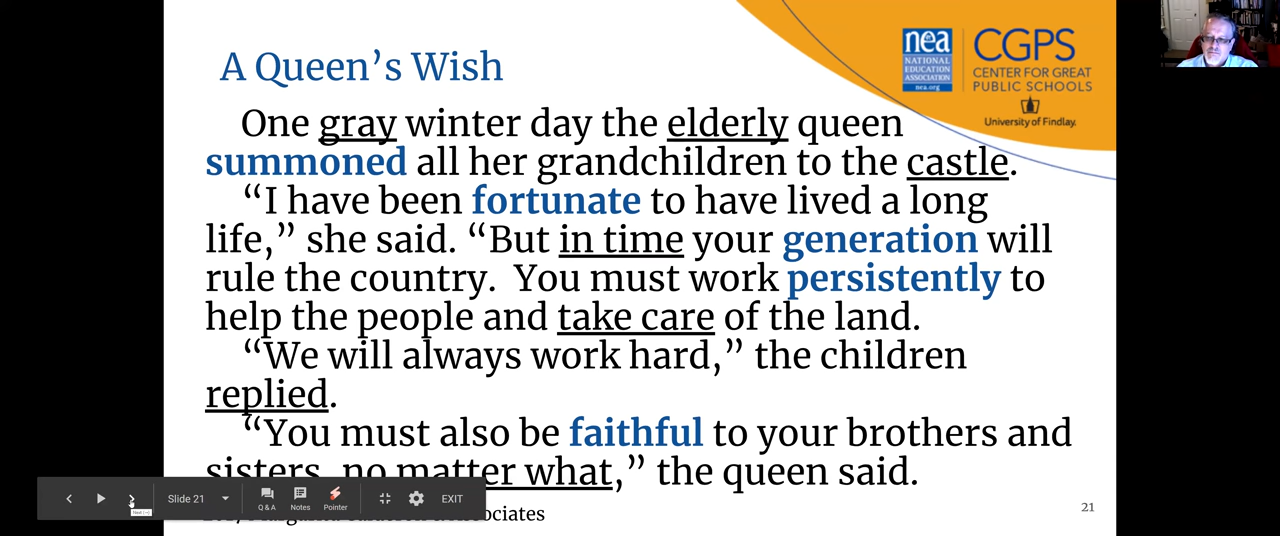 A Queen’s Wish
nea
NATIONAL
EDUCATION
ASSOCIATION
nea.org
CGPS
CENTER FOR GREAT
PUBLIC SCHOOLS
University of Findlay.
One gray winter day the elderly queen
summoned all her grandchildren to the castle.
“I have been fortunate to have lived a long
life,” she said. “But in time your generation will
rule the country.  You must work persistently to
help the people and take care of the land.
“We will always work hard,” the children
replied.
“You must also be faithful to your brothers and
sisters, no matter what,” the queen said.
Slide 21
Q & A
Notes
Pointer
EXIT
21